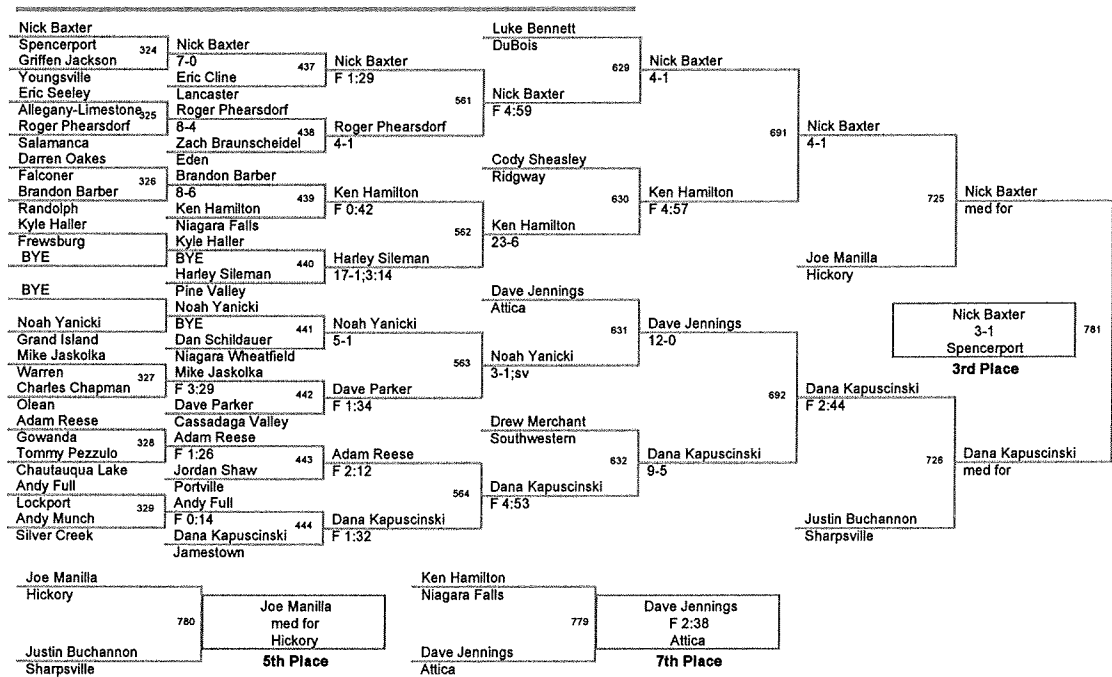 Nick Baxter
Spencerport
324
Griffen Jackson
Youngsville
Eric Seeley
Allegany-Limestone
325
Roger Phearsdorf
Salamanca
Darren Oakes
Falconer
326
Brandon Barber
Randolph
Kyle Haller
Frewsburg
BYE
BYE
Noah Yanicki
Grand Island
Mike Jaskolka
Warren
327
Charles Chapman
Olean
Adam Reese
Gowanda
328
Tommy Pezzulo
Chautauqua Lake
Andy Full
Lockport
329
Andy Munch
Silver Creek
Nick Baxter
7-0
437
Eric Cline
Lancaster
Roger Phearsdorf
8-4
438
Zach Braunscheidel
Eden
Brandon Barber
8-6
439
Ken Hamilton
Niagara Falls
Kyle Haller
BYE
440
Harley Sileman
Pine Valley
Noah Yanicki
BYE
441
Dan Schildauer
Niagara Wheatfield
Mike Jaskolka
F 3:29
442
Dave Parker
Cassadaga Valley
Adam Reese
F 1:26
443
Jordan Shaw
Portville
Andy Full
F 0:14
444
Dana Kapuscinski
Jamestown
Nick Baxter
F 1:29
561
Roger Phearsdorf
4-1
Ken Hamilton
F 0:42
562
Harley Sileman
17-1;3:14
Noah Yanicki
5-1
563
Dave Parker
F 1:34
Adam Reese
F 2:12
564
Dana Kapuscinski
F 1:32
Luke Bennett
DuBois
629
Nick Baxter
F 4:59
Cody Sheasley
Ridgway
630
Ken Hamilton
23-6
Dave Jennings
Attica
631
Noah Yanicki
3-1;sv
Drew Merchant
Southwestern
632
Dana Kapuscinski
F 4:53
Nick Baxter
4-1
691
Ken Hamilton
F 4:57
Dave Jennings
12-0
692
Dana Kapuscinski
9-5
Nick Baxter
4-1
725
Joe Manilla
Hickory
Dana Kapuscinski
F 2:44
726
Justin Buchannon
Sharpsville
Nick Baxter
med for
Nick Baxter
3-1
781
Spencerport
3rd Place
Dana Kapuscinski
med for
Joe Manilla
Hickory
780
Justin Buchannon
Sharpsville
Joe Manilla
med for
Hickory
5th Place
Ken Hamilton
Niagara Falls
779
Dave Jennings
Attica
Dave Jennings
F 2:38
Attica
7th Place